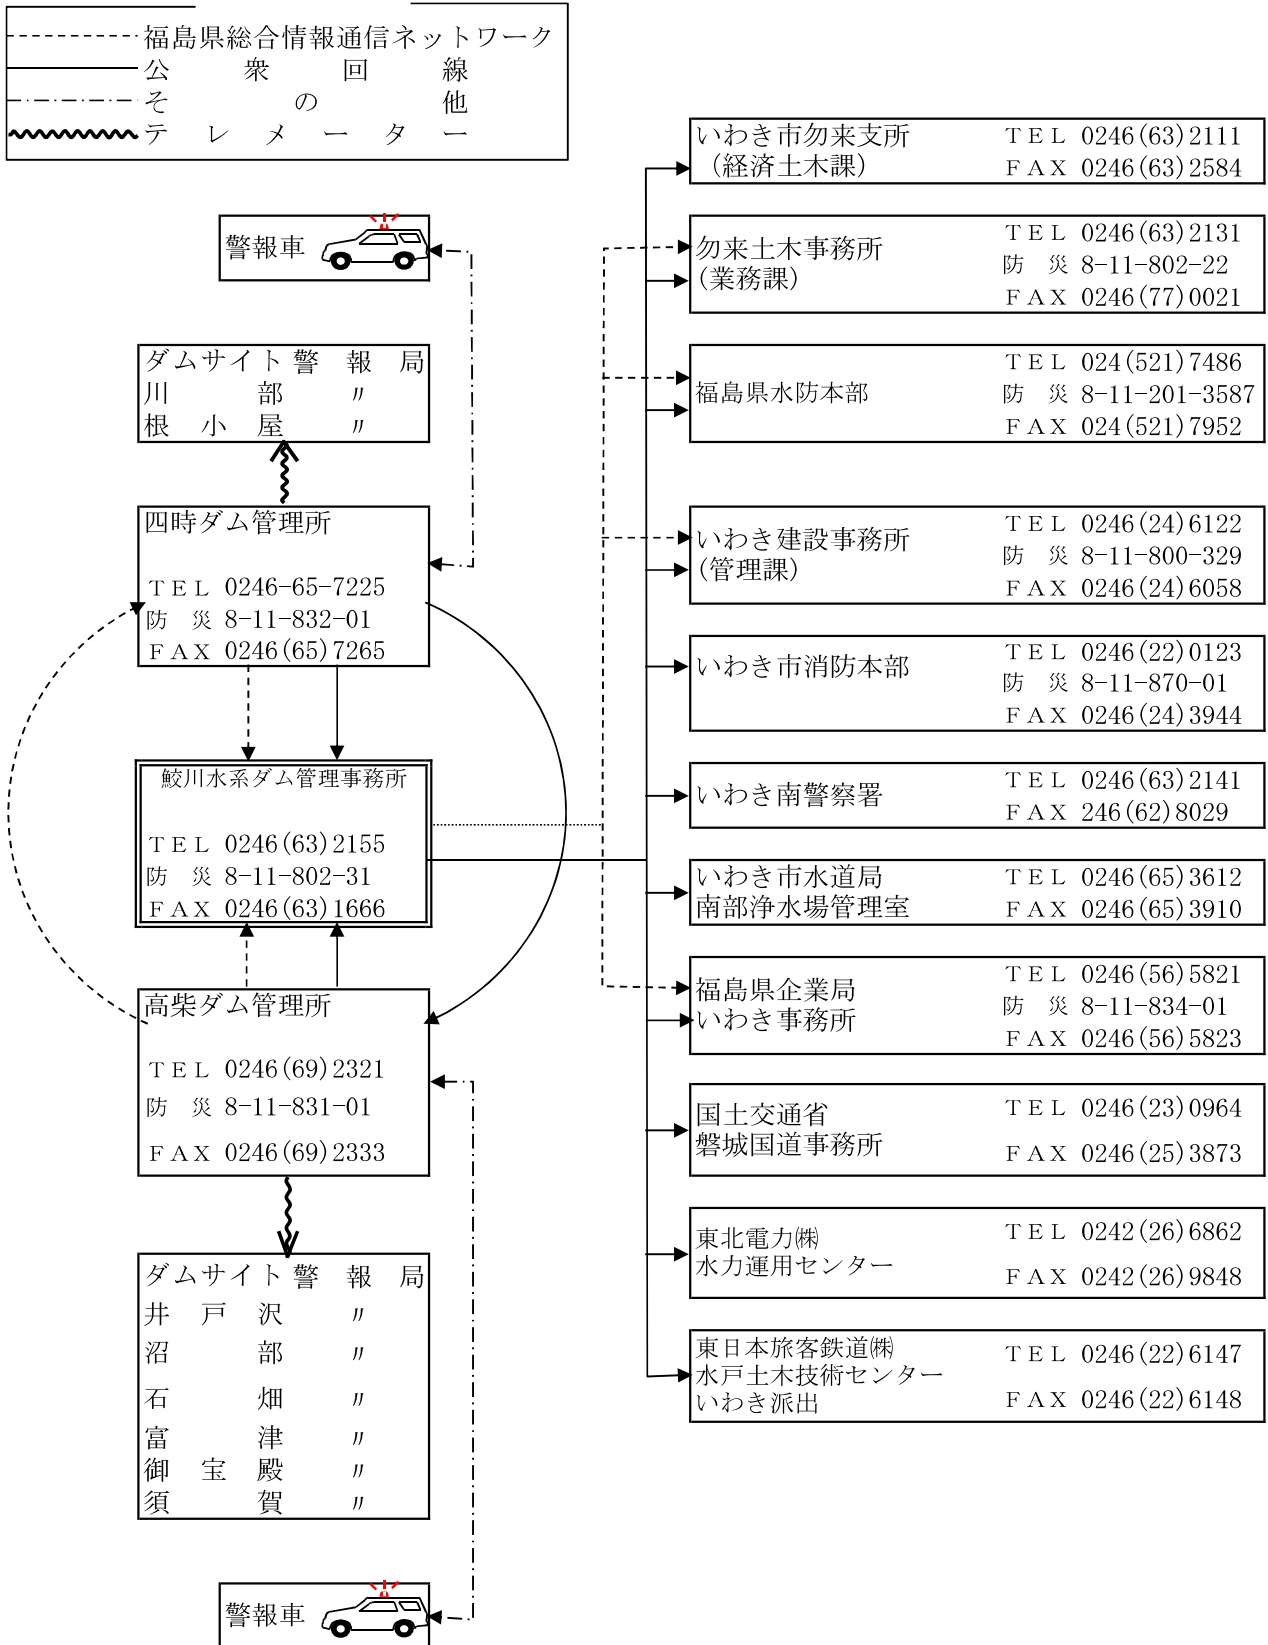 福島県総合情報通信ネットワーク
公衆回線
その他
テレメーター
警報車
ダムサイト警報局
川部〃
根小屋〃
四時ダム管理所
ＴＥＬ 0246-65-7225
防災 8-11-832-01
ＦＡＸ 0246(65)7265
鮫川水系ダム管理事務所
ＴＥＬ 0246(63)2155
防災 8-11-802-31
ＦＡＸ 0246(63)1666
高柴ダム管理所
ＴＥＬ 0246(69)2321
防災 8-11-831-01
ＦＡＸ 0246(69)2333
ダムサイト警報局
井戸沢〃
沼部〃
石畑〃
富津〃
御宝殿〃
須賀〃
警報車
いわき市勿来支所 ＴＥＬ 0246(63)2111
（経済土木課） ＦＡＸ 0246(63)2584
勿来土木事務所
(業務課)
ＴＥＬ 0246(63)2131
防災 8-11-802-22
ＦＡＸ 0246(77)0021
福島県水防本部
ＴＥＬ 024(521)7486
防災 8-11-201-3587
ＦＡＸ 024(521)7952
いわき建設事務所
(管理課)
ＴＥＬ 0246(24)6122
防災 8-11-800-329
ＦＡＸ 0246(24)6058
いわき市消防本部
ＴＥＬ 0246(22)0123
防災 8-11-870-01
ＦＡＸ 0246(24)3944
いわき南警察署
ＴＥＬ 0246(63)2141
ＦＡＸ 246(62)8029
いわき市水道局 ＴＥＬ 0246(65)3612
南部浄水場管理室 ＦＡＸ 0246(65)3910
福島県企業局
いわき事務所
ＴＥＬ 0246(56)5821
防災 8-11-834-01
ＦＡＸ 0246(56)5823
国土交通省 ＴＥＬ 0246(23)0964
磐城国道事務所 ＦＡＸ 0246(25)3873
東北電力㈱ ＴＥＬ 0242(26)6862
水力運用センター ＦＡＸ 0242(26)9848
東日本旅客鉄道㈱
水戸土木技術センター
いわき派出
ＴＥＬ 0246(22)6147
ＦＡＸ 0246(22)6148